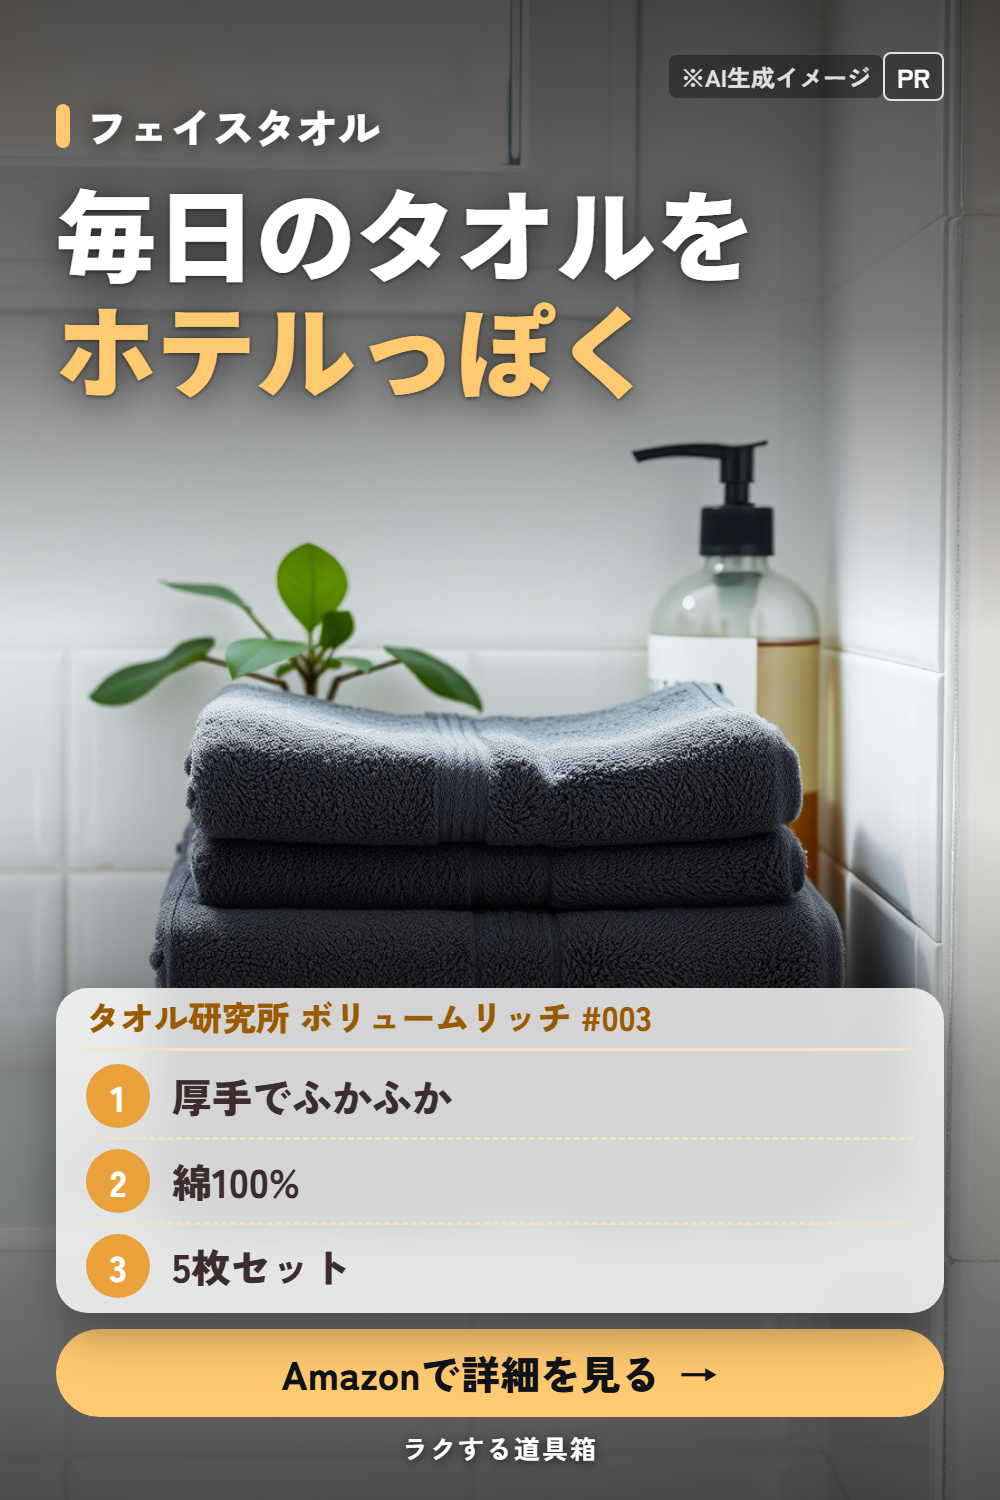 ※AI生成イメージ PR
フェイスタオル
毎日のタオルを
ホテルっぽく
タオル研究所 ボリュームリッチ #003
1 厚手でふかふか
2 綿100%
3 5枚セット
Amazonで詳細を見る →
ラクする道具箱